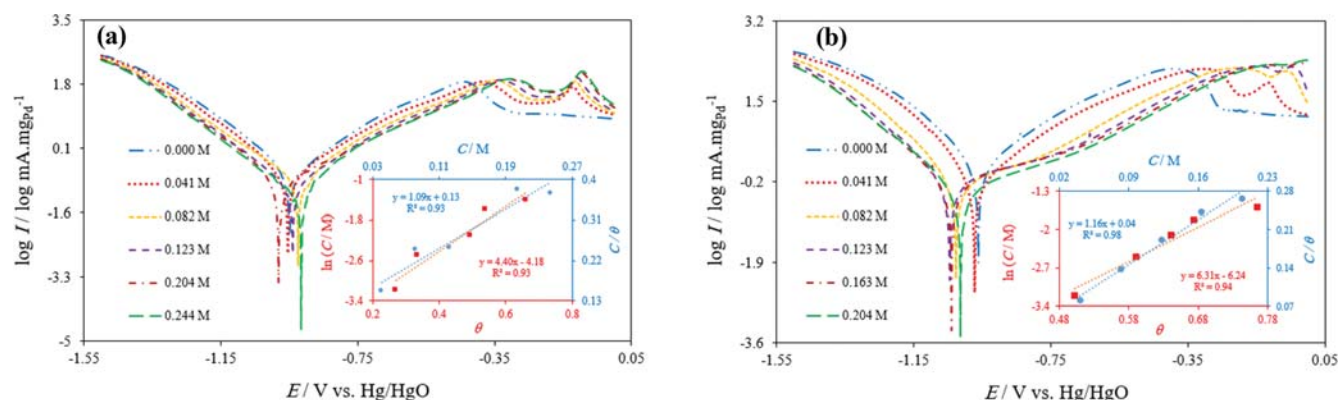 (a)
3.5
1.8
0.1
-1.6
-3.3
-5
log I / log mA.mgPd⁻¹
0.000 M
0.041 M
0.082 M
0.123 M
0.204 M
0.244 M
-1.55
-1.15
-0.75
-0.35
0.05
E / V vs. Hg/HgO
C / M
0.03
0.11
0.19
0.27
-1
-1.8
-2.6
-3.4
ln (C / M)
y = 1.09x + 0.13
R² = 0.93
y = 4.40x - 4.18
R² = 0.93
0.4
0.31
0.22
0.13
C / θ
0.2
0.4
0.6
0.8
θ
(b)
3.2
1.5
-0.2
-1.9
-3.6
log I / log mA.mgPd⁻¹
0.000 M
0.041 M
0.082 M
0.123 M
0.163 M
0.204 M
-1.55
-1.15
-0.75
-0.35
0.05
E / V vs. Hg/HgO
C / M
0.02
0.09
0.16
0.23
-1.3
-2
-2.7
-3.4
ln (C / M)
y = 1.16x + 0.04
R² = 0.98
y = 6.31x - 6.24
R² = 0.94
0.28
0.21
0.14
0.07
C / θ
0.48
0.58
0.68
0.78
θ